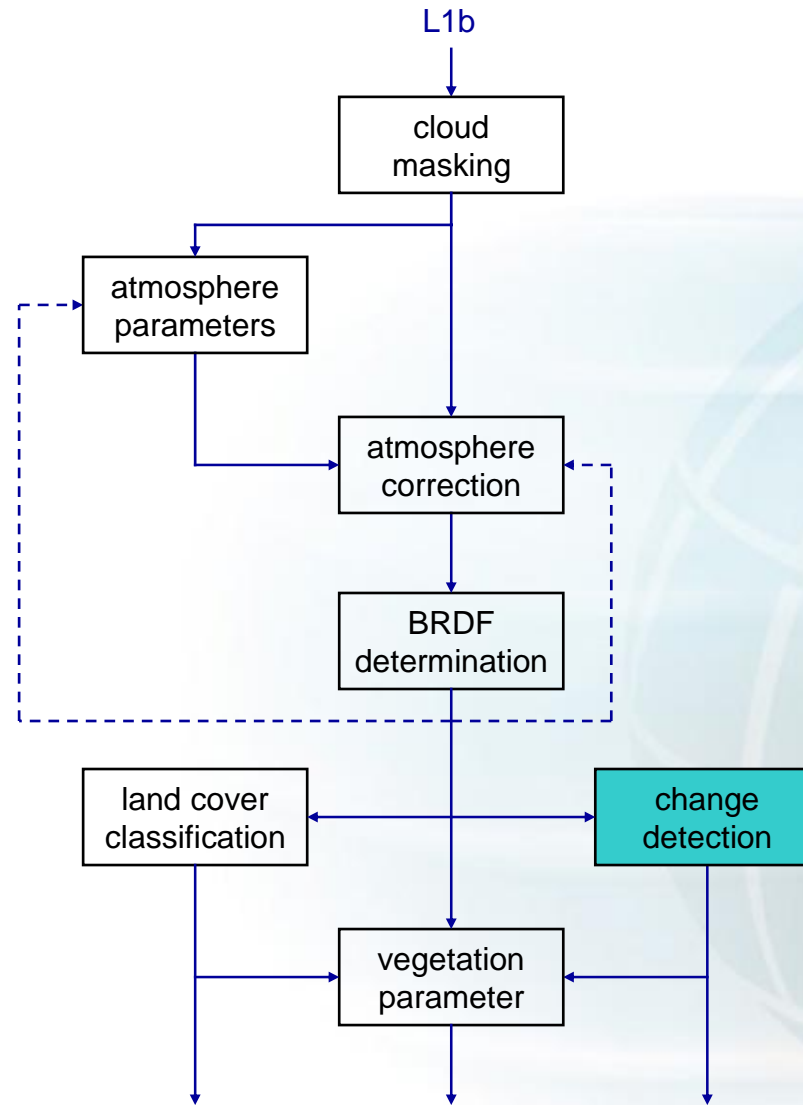 L1b
cloud
masking
atmosphere
parameters
atmosphere
correction
BRDF
determination
land cover
classification
change
detection
vegetation
parameter